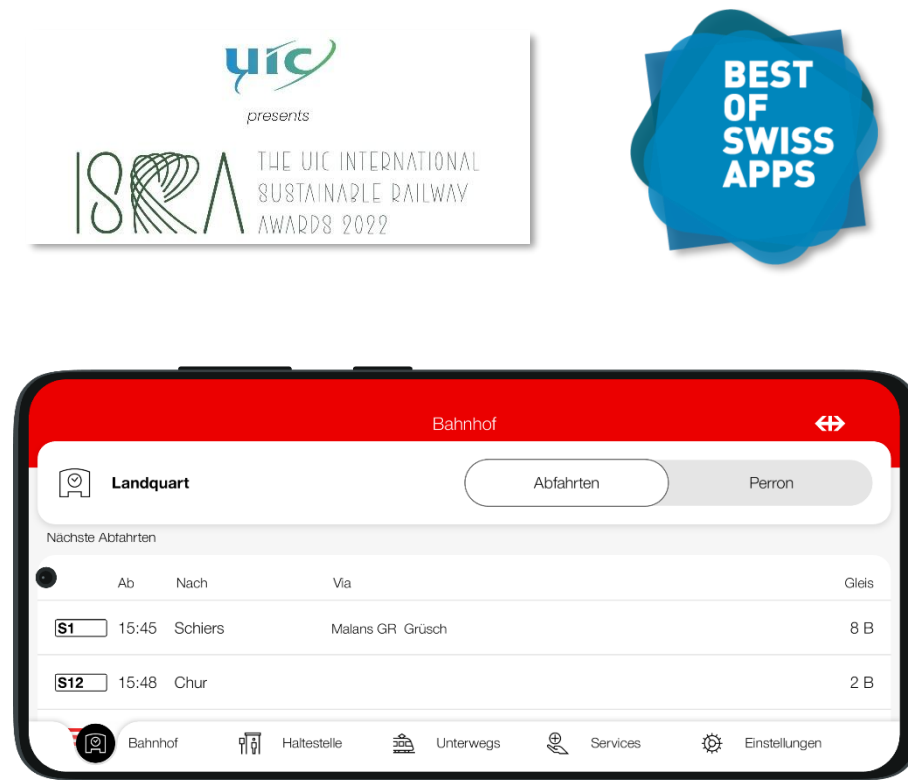 uic
presents
ISRA
THE UIC INTERNATIONAL
SUSTAINABLE RAILWAY
AWARDS 2022
BEST
OF
SWISS
APPS
Bahnhof
Landquart
Abfahrten
Perron
Nächste Abfahrten
Ab Nach Via Gleis
S1 15:45 Schiers Malans GR Grüsch 8 B
S12 15:48 Chur 2 B
Bahnhof Haltestelle Unterwegs Services Einstellungen